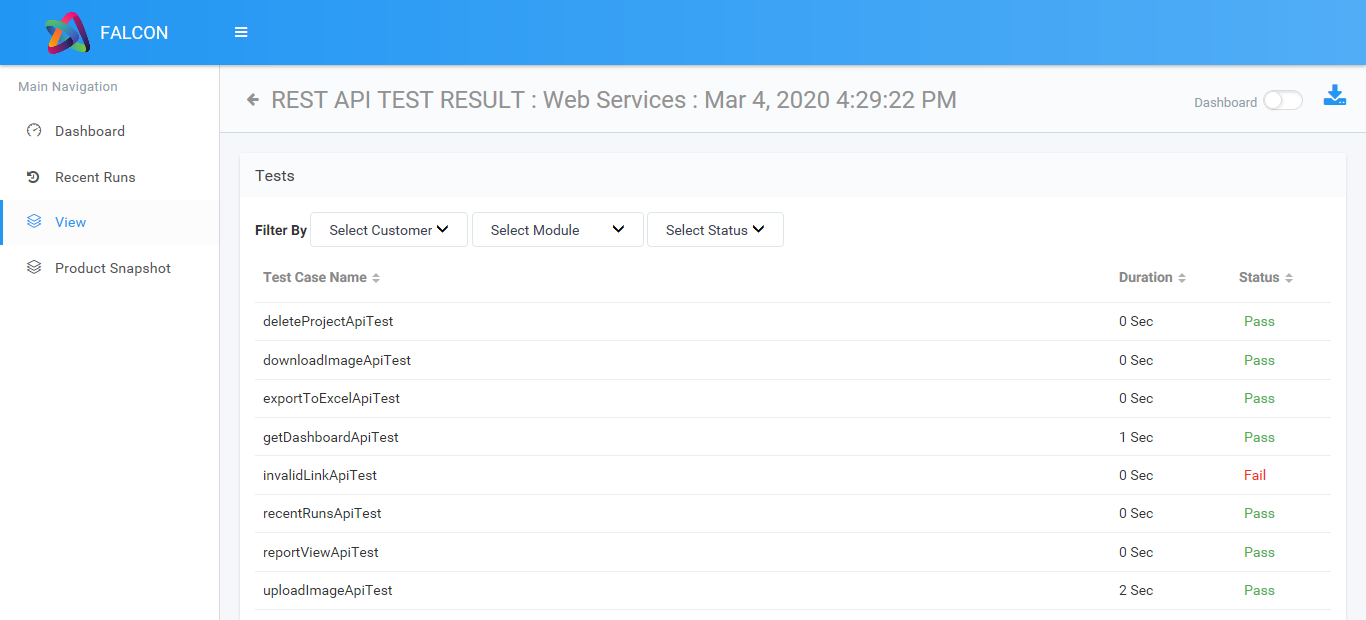 FALCON
Main Navigation
Dashboard
Recent Runs
View
Product Snapshot
REST API TEST RESULT : Web Services : Mar 4, 2020 4:29:22 PM
Dashboard
Tests
Filter By Select Customer Select Module Select Status
Test Case Name Duration Status
deleteProjectApiTest 0 Sec Pass
downloadImageApiTest 0 Sec Pass
exportToExcelApiTest 0 Sec Pass
getDashboardApiTest 1 Sec Pass
invalidLinkApiTest 0 Sec Fail
recentRunsApiTest 0 Sec Pass
reportViewApiTest 0 Sec Pass
uploadImageApiTest 2 Sec Pass